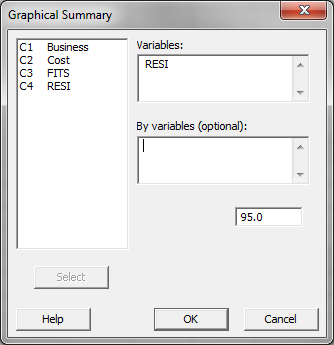 Graphical Summary
C1 Business
C2 Cost
C3 FITS
C4 RESI
Variables:
RESI
By variables (optional):
95.0
Select
Help
OK
Cancel